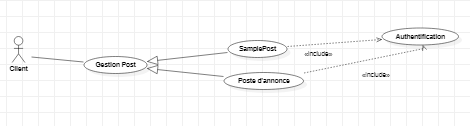 SamplePost
Authentification
«include»
Gestion Post
Client
Poste d'annonce
«include»